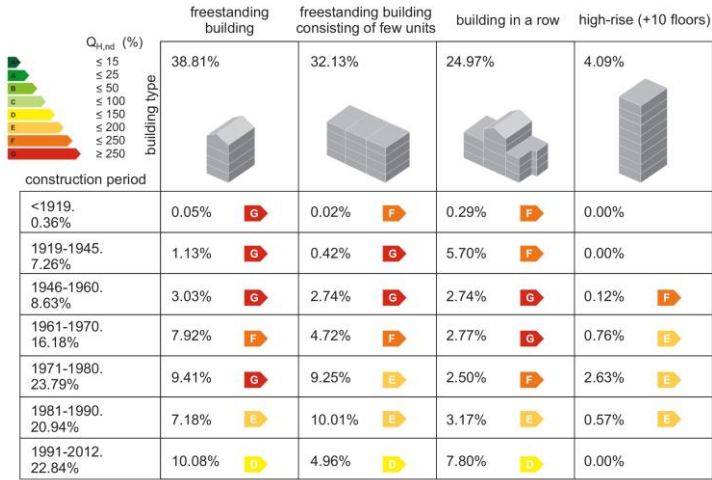 freestanding building
freestanding building consisting of few units
building in a row
high-rise (+10 floors)
Q_H,nd (%)
A ≤ 15
A ≤ 25
B ≤ 50
C ≤ 100
D ≤ 150
E ≤ 200
F ≤ 250
G ≥ 250
building type
38.81% 32.13% 24.97% 4.09%
construction period
<1919.
0.36%
0.05% G 0.02% F 0.29% F 0.00%
1919-1945.
7.26%
1.13% G 0.42% G 5.70% F 0.00%
1946-1960.
8.63%
3.03% G 2.74% G 2.74% G 0.12% F
1961-1970.
16.18%
7.92% F 4.72% F 2.77% G 0.76% E
1971-1980.
23.79%
9.41% G 9.25% E 2.50% F 2.63% E
1981-1990.
20.94%
7.18% E 10.01% E 3.17% E 0.57% E
1991-2012.
22.84%
10.08% D 4.96% D 7.80% D 0.00%